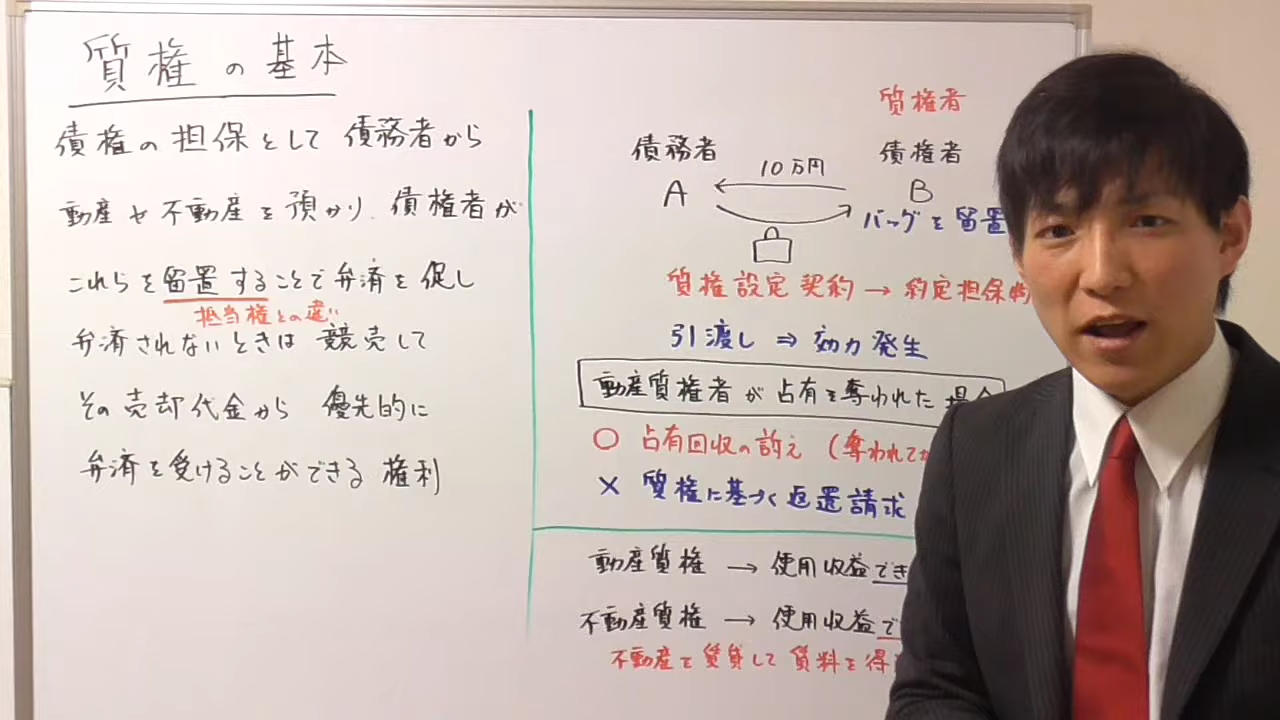 質権の基本
債権の担保として 債務者から
動産や不動産を預かり、債権者が
これらを留置することで弁済を促し
担当権との違い
弁済されないときは 競売して
その売却代金から 優先的に
弁済を受けることができる 権利
質権者
債務者
債権者
10万円
A
B
バッグを留置
質権設定契約→約定担保物
引渡し⇒効力発生
動産質権者が占有を奪われた場合
○ 占有回収の訴え (奪われてか
× 質権に基づく返還請求
動産質権 → 使用収益でき
不動産質権 → 使用収益で
不動産を賃貸して賃料を得